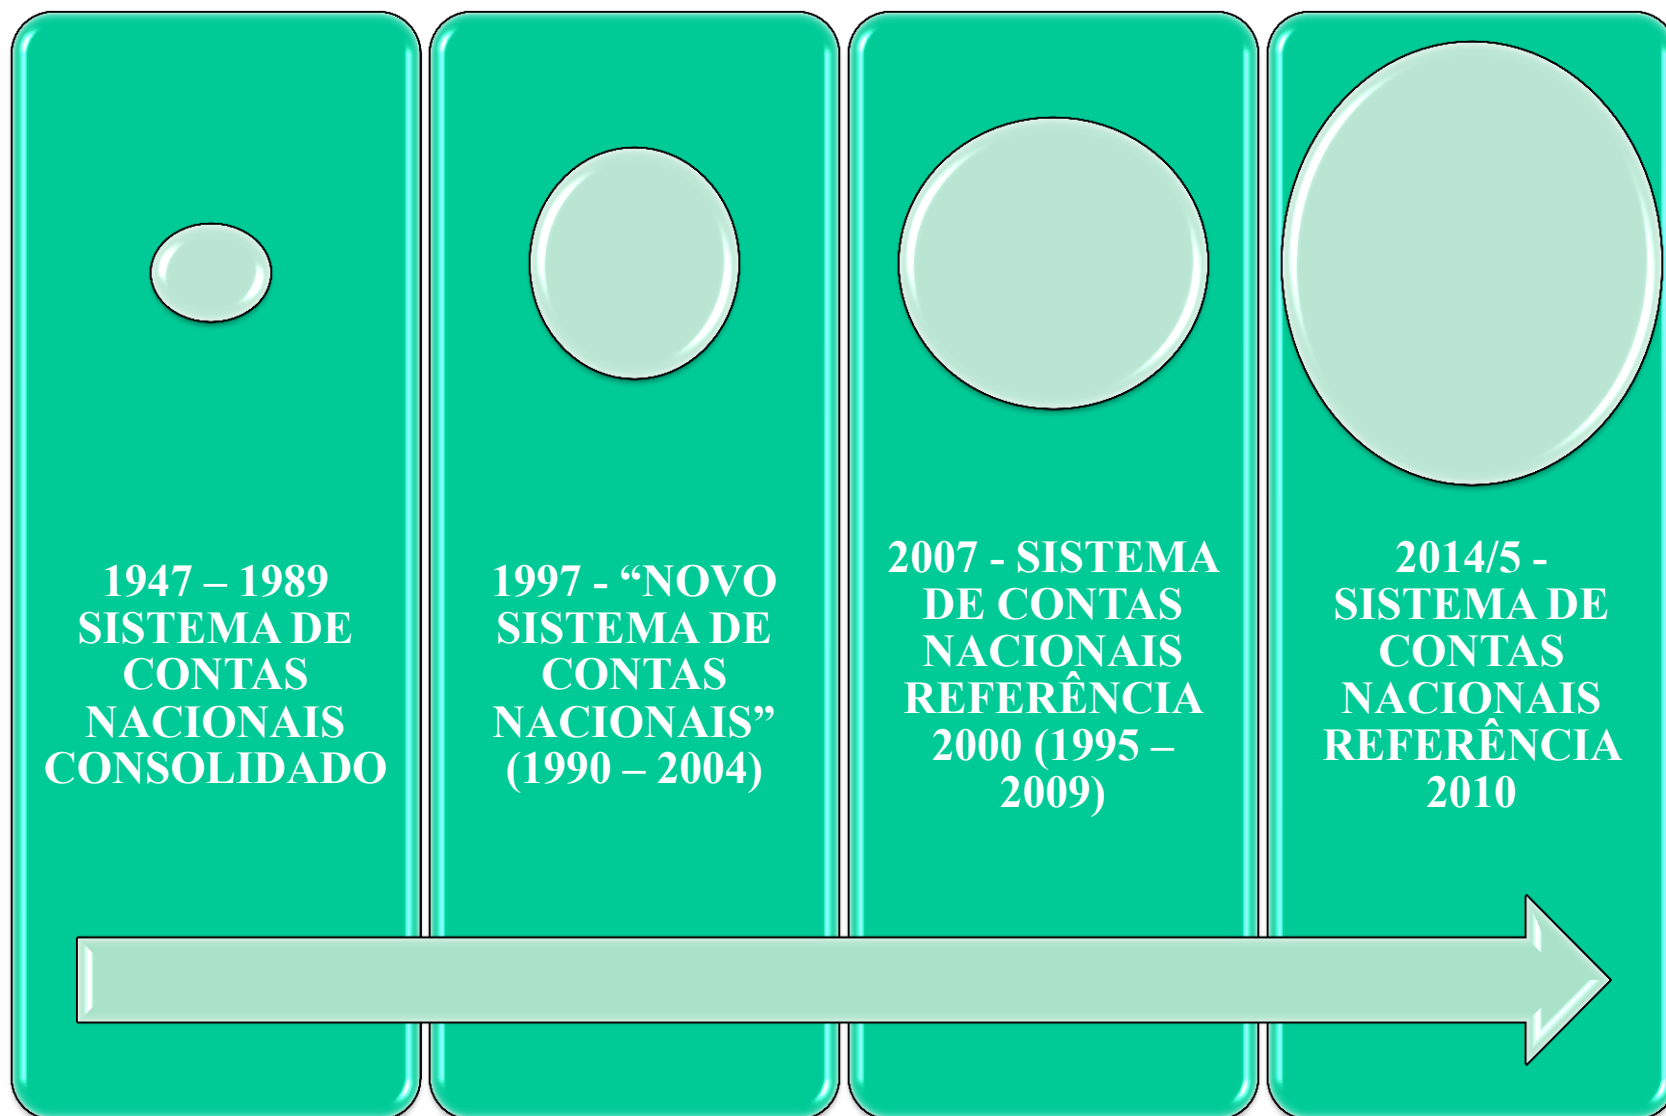 1947 – 1989
SISTEMA DE
CONTAS
NACIONAIS
CONSOLIDADO
1997 - “NOVO
SISTEMA DE
CONTAS
NACIONAIS”
(1990 – 2004)
2007 - SISTEMA
DE CONTAS
NACIONAIS
REFERÊNCIA
2000 (1995 –
2009)
2014/5 -
SISTEMA DE
CONTAS
NACIONAIS
REFERÊNCIA
2010